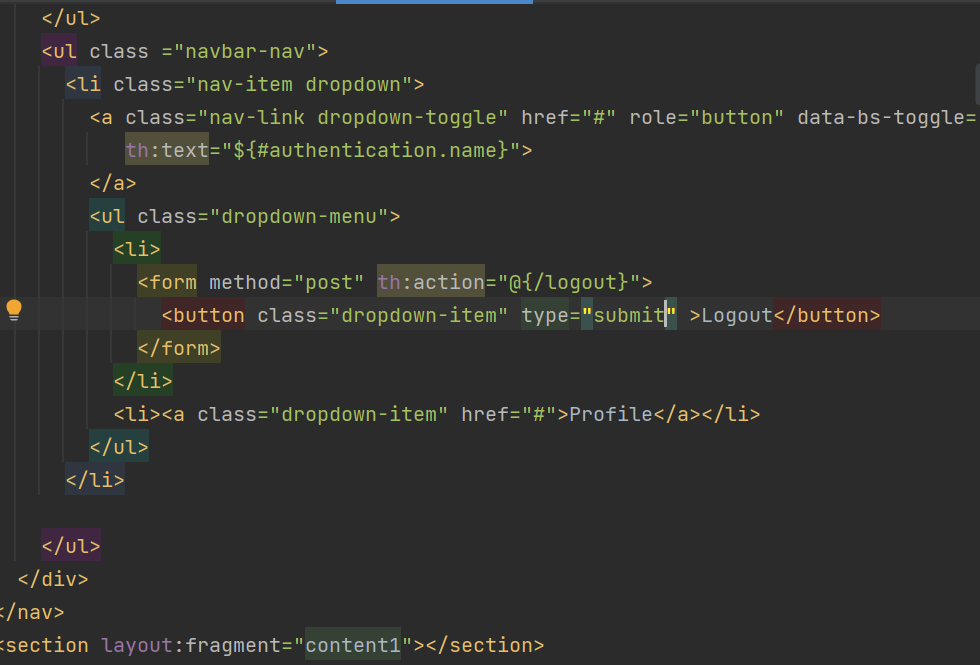 </ul>
<ul class ="navbar-nav">
<li class="nav-item dropdown">
<a class="nav-link dropdown-toggle" href="#" role="button" data-bs-toggle=
th:text="${#authentication.name}">
</a>
<ul class="dropdown-menu">
<li>
<form method="post" th:action="@{/logout}">
<button class="dropdown-item" type="submit" >Logout</button>
</form>
</li>
<li><a class="dropdown-item" href="#">Profile</a></li>
</ul>
</li>
</ul>
</div>
</nav>
<section layout:fragment="content1"></section>